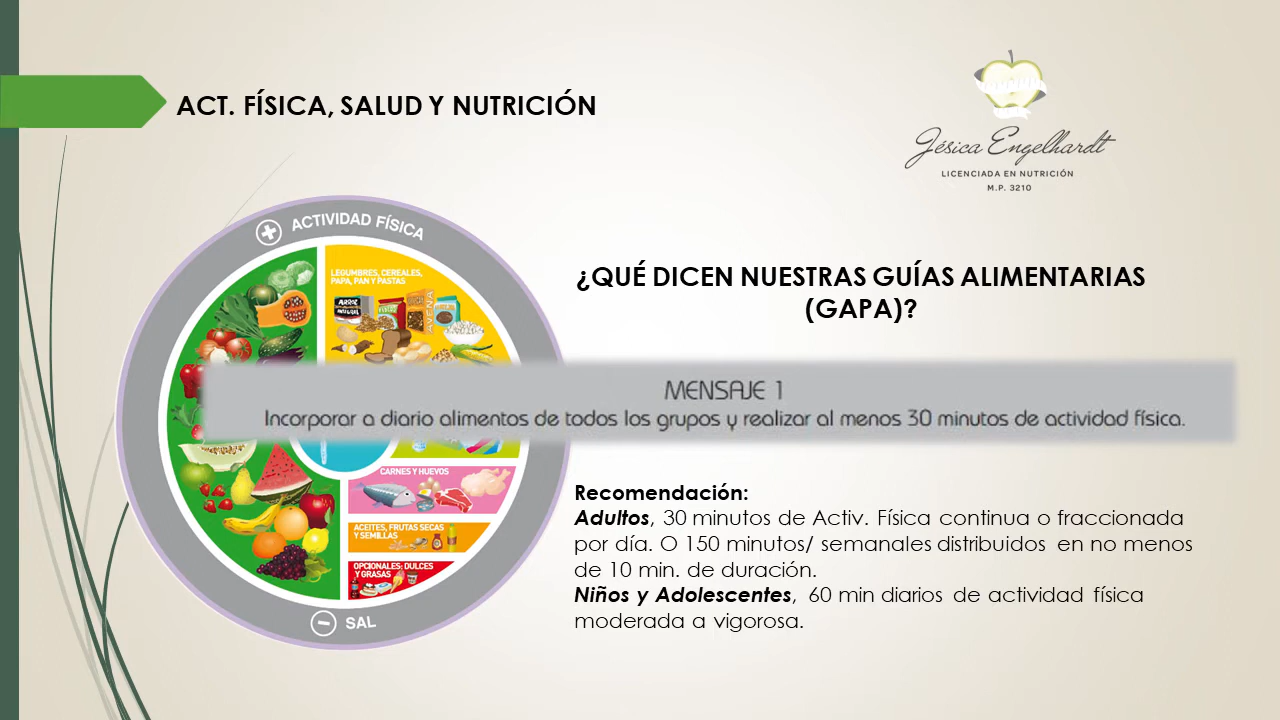 ACT. FÍSICA, SALUD Y NUTRICIÓN
Jésica Engelhardt
LICENCIADA EN NUTRICIÓN
M.P. 3210
ACTIVIDAD FÍSICA
LEGUMBRES, CEREALES,
PAPA, PAN Y PASTAS
ARROZ
INTEGRAL
AVENA
¿QUÉ DICEN NUESTRAS GUÍAS ALIMENTARIAS
(GAPA)?
MENSAJE 1
Incorporar a diario alimentos de todos los grupos y realizar al menos 30 minutos de actividad física.
CARNES Y HUEVOS
ACEITES, FRUTAS SECAS
Y SEMILLAS
OPCIONALES: DULCES
Y GRASAS
SAL
Recomendación:
Adultos, 30 minutos de Activ. Física continua o fraccionada
por día. O 150 minutos/ semanales distribuidos en no menos
de 10 min. de duración.
Niños y Adolescentes, 60 min diarios de actividad física
moderada a vigorosa.